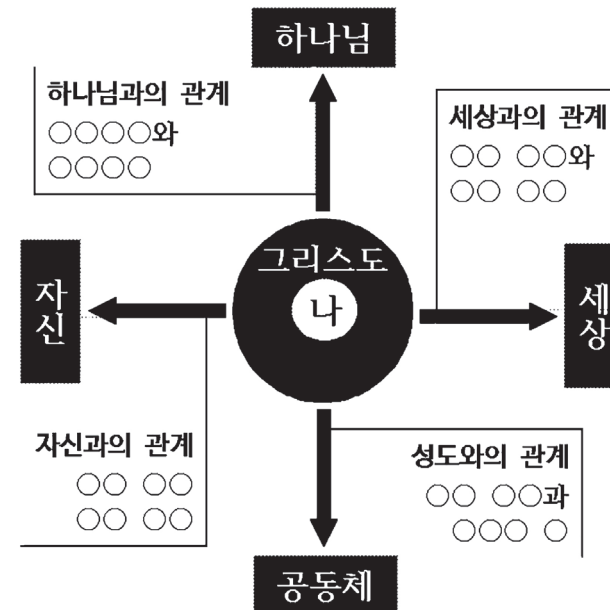 하나님
하나님과의 관계
○○○○와
○○○○
세상과의 관계
○○ ○○와
○○ ○○
그리스도
나
자신
세상
자신과의 관계
○○ ○○
○○ ○○
성도와의 관계
○○ ○○과
○○○ ○
공동체